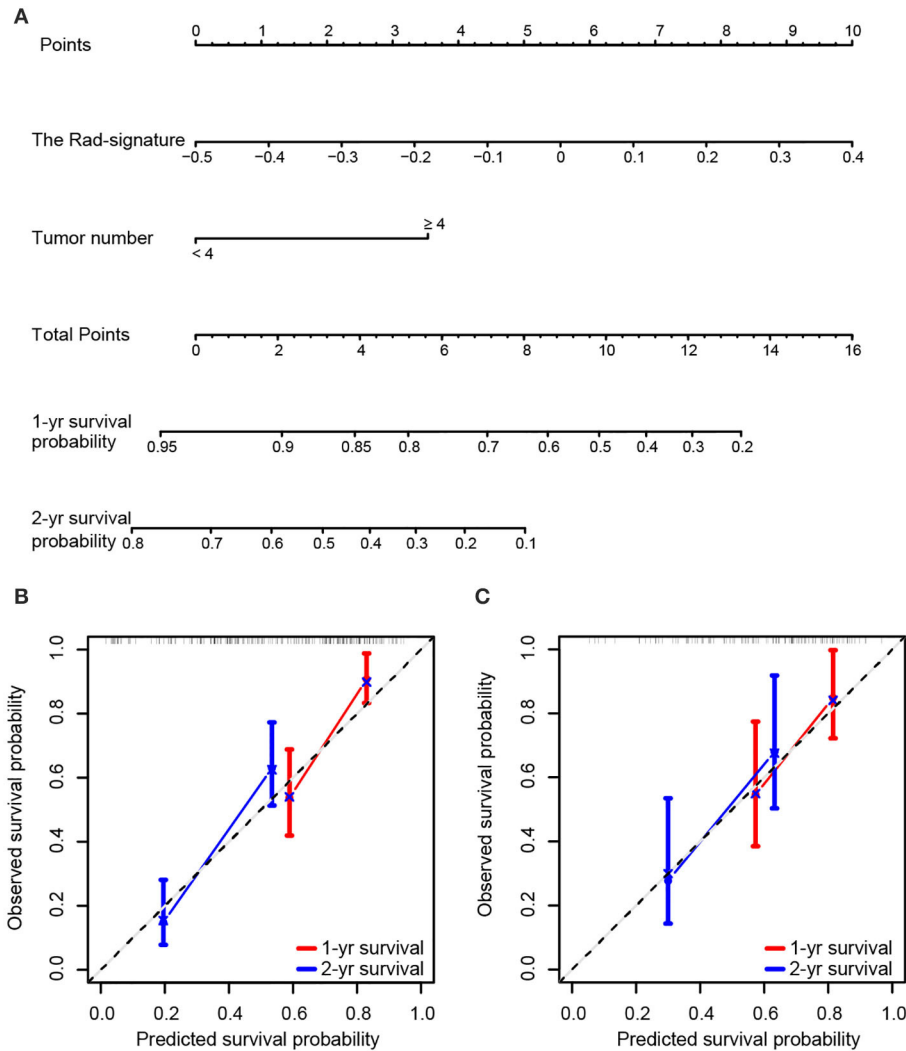 A
Points 0 1 2 3 4 5 6 7 8 9 10
The Rad-signature
−0.5 −0.4 −0.3 −0.2 −0.1 0 0.1 0.2 0.3 0.4
≥ 4
Tumor number
< 4
Total Points
0 2 4 6 8 10 12 14 16
1-yr survival
probability
0.95 0.9 0.85 0.8 0.7 0.6 0.5 0.4 0.3 0.2
2-yr survival
probability
0.8 0.7 0.6 0.5 0.4 0.3 0.2 0.1
B
Observed survival probability
1.0
0.8
0.6
0.4
0.2
0.0
1-yr survival
2-yr survival
0.0 0.2 0.4 0.6 0.8 1.0
Predicted survival probability
C
Observed survival probability
1.0
0.8
0.6
0.4
0.2
0.0
1-yr survival
2-yr survival
0.0 0.2 0.4 0.6 0.8 1.0
Predicted survival probability